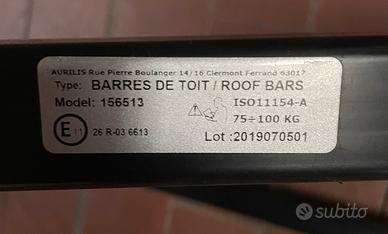 AURILIS Rue Pierre Boulanger 14/16 Clermont Ferrand 63017
Type: BARRES DE TOIT / ROOF BARS
Model: 156513
ISO11154-A
75÷100 KG
E11 26 R-03 6613
Lot :2019070501
subito